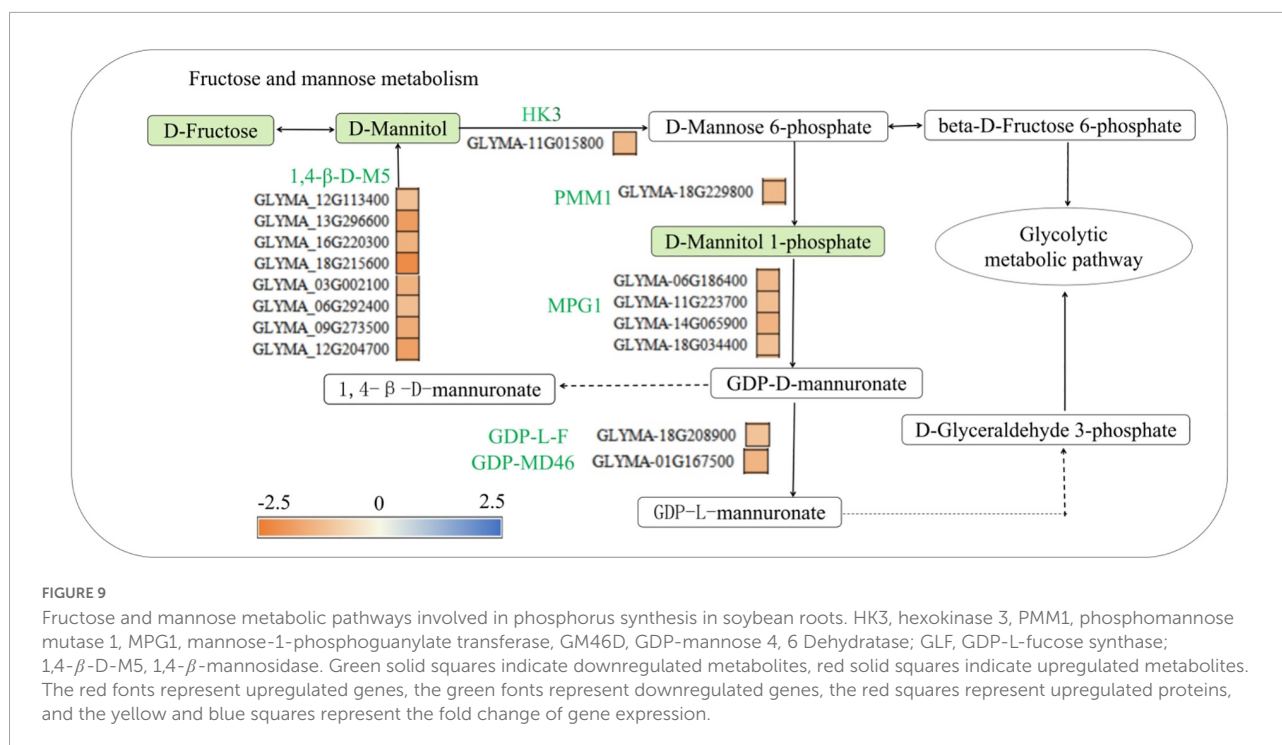 Fructose and mannose metabolism
D-Fructose
D-Mannitol
HK3
GLYMA-11G015800
D-Mannose 6-phosphate
beta-D-Fructose 6-phosphate
1,4-β-D-M5
GLYMA_12G113400
GLYMA_13G296600
GLYMA_16G220300
GLYMA_18G215600
GLYMA_03G002100
GLYMA_06G292400
GLYMA_09G273500
GLYMA_12G204700
PMM1
GLYMA-18G229800
D-Mannitol 1-phosphate
Glycolytic
metabolic pathway
MPG1
GLYMA-06G186400
GLYMA-11G223700
GLYMA-14G065900
GLYMA-18G034400
1, 4- β -D-mannuronate
GDP-D-mannuronate
D-Glyceraldehyde 3-phosphate
GDP-L-F
GLYMA-18G208900
GDP-MD46
GLYMA-01G167500
GDP-L-mannuronate
-2.5 0 2.5
FIGURE 9
Fructose and mannose metabolic pathways involved in phosphorus synthesis in soybean roots. HK3, hexokinase 3, PMM1, phosphomannose
mutase 1, MPG1, mannose-1-phosphoguanylate transferase, GM46D, GDP-mannose 4, 6 Dehydratase; GLF, GDP-L-fucose synthase;
1,4-β-D-M5, 1,4-β-mannosidase. Green solid squares indicate downregulated metabolites, red solid squares indicate upregulated metabolites.
The red fonts represent upregulated genes, the green fonts represent downregulated genes, the red squares represent upregulated proteins,
and the yellow and blue squares represent the fold change of gene expression.